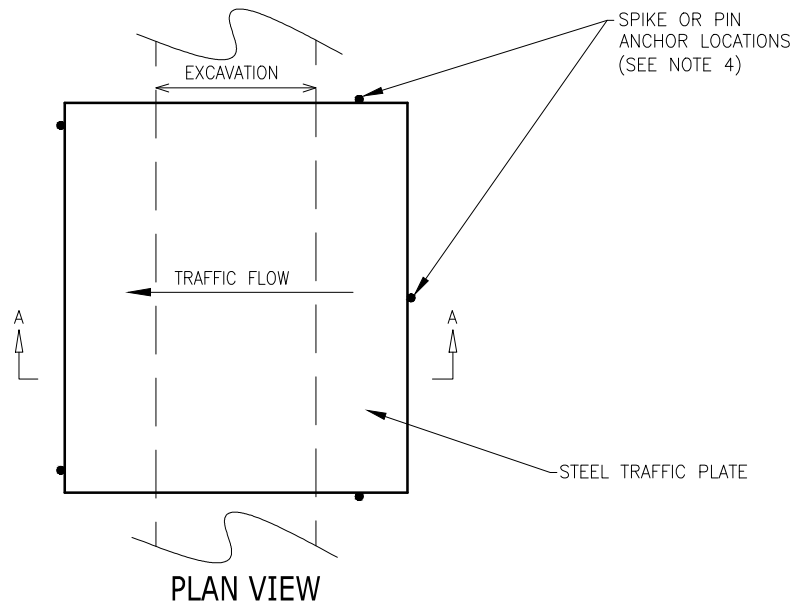 SPIKE OR PIN
ANCHOR LOCATIONS
(SEE NOTE 4)
EXCAVATION
TRAFFIC FLOW
A
A
STEEL TRAFFIC PLATE
PLAN VIEW